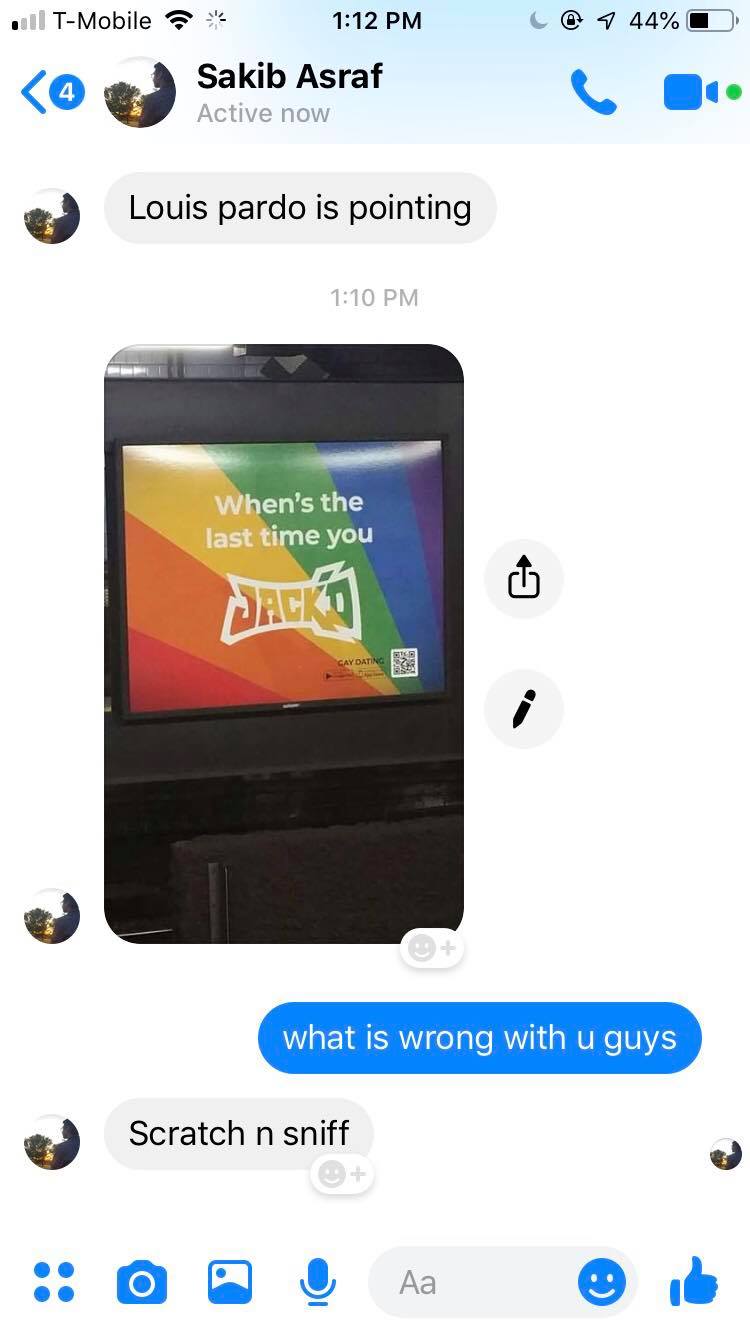 T-Mobile 1:12 PM 44%
4 Sakib Asraf
Active now
Louis pardo is pointing
1:10 PM
When's the
last time you
JACK'D
GAY DATING
what is wrong with u guys
Scratch n sniff
Aa